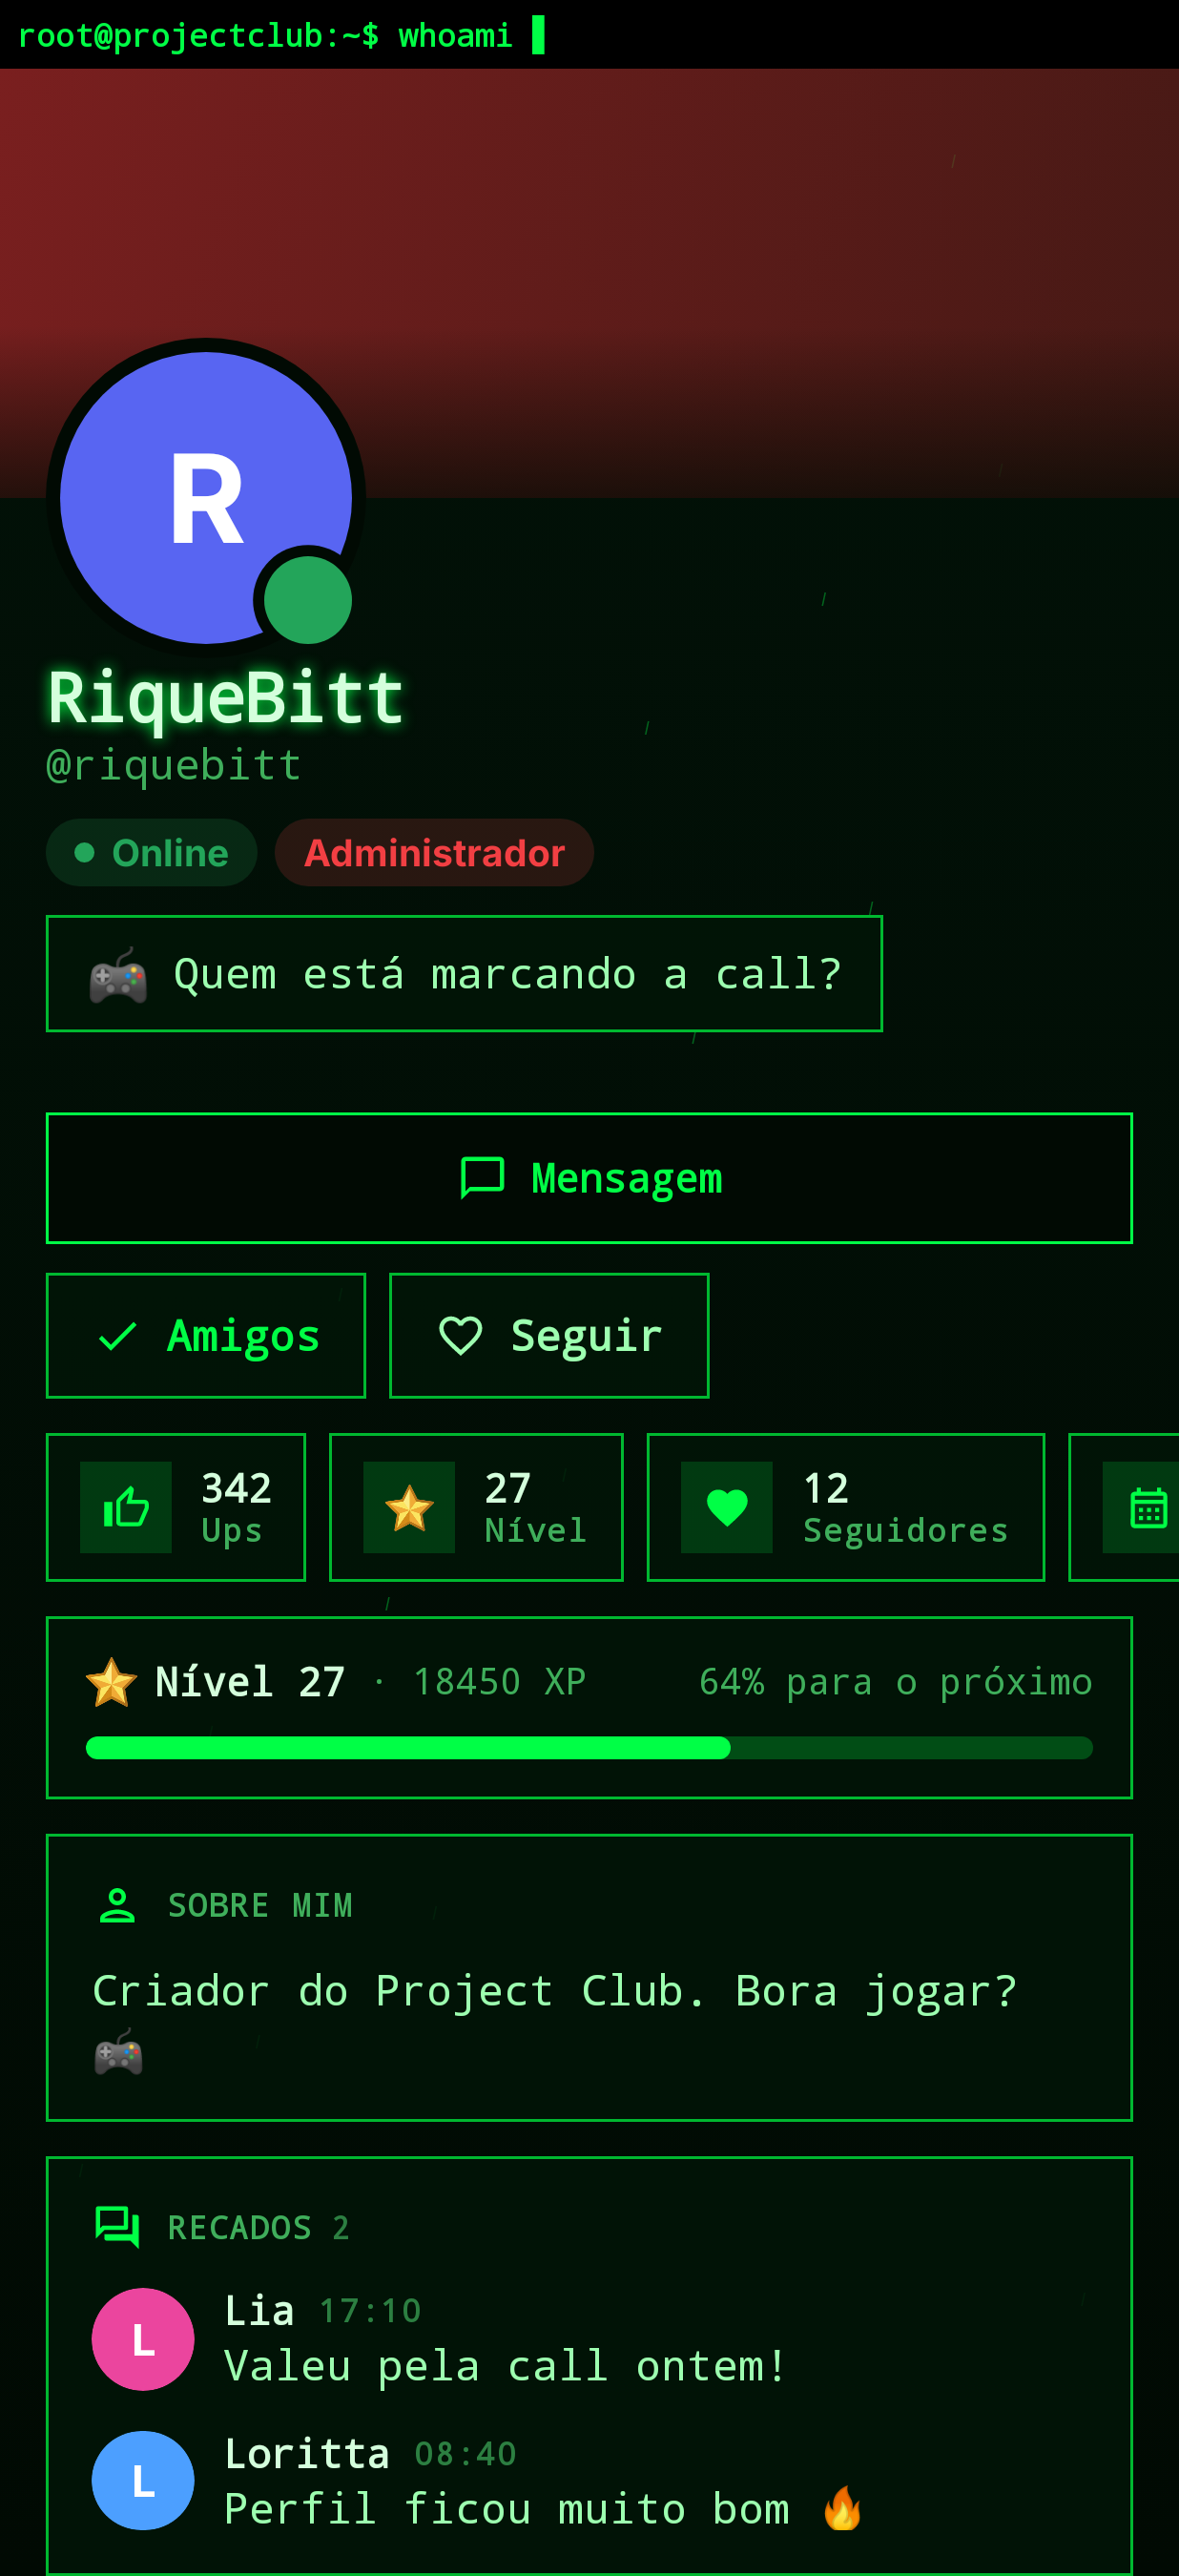 root@projectclub:~$ whoami
R
RiqueBitt
@riquebitt
Online
Administrador
🎮 Quem está marcando a call?
Mensagem
Amigos
Seguir
342
Ups
27
Nível
12
Seguidores
Nível 27 · 18450 XP
64% para o próximo
SOBRE MIM
Criador do Project Club. Bora jogar?
🎮
RECADOS 2
L
Lia 17:10
Valeu pela call ontem!
L
Loritta 08:40
Perfil ficou muito bom 🔥